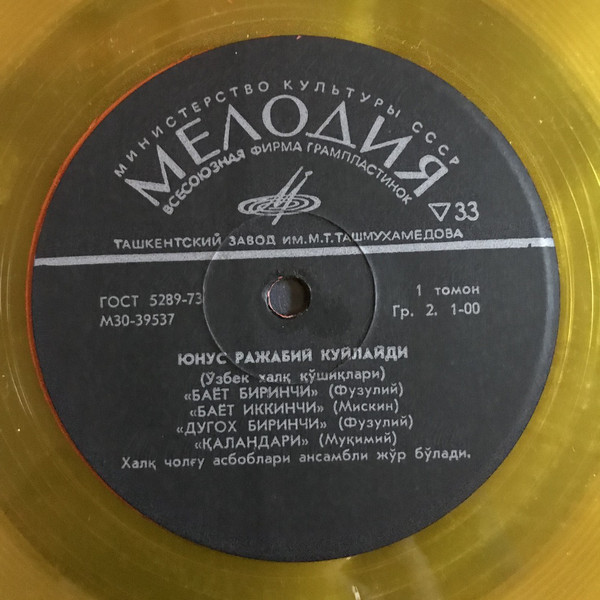 МИНИСТЕРСТВО КУЛЬТУРЫ СССР
МЕЛОДИЯ
ВСЕСОЮЗНАЯ ФИРМА ГРАМПЛАСТИНОК
▽33
ТАШКЕНТСКИЙ ЗАВОД ИМ. М.Т. ТАШМУХАМЕДОВА
ГОСТ 5289-73
М30-39537
1 томон
Гр. 2. 1-00
ЮНУС РАЖАБИЙ КУЙЛАЙДИ
(Ўзбек халқ қўшиқлари)
«БАЁТ БИРИНЧИ» (Фузулий)
«БАЁТ ИККИНЧИ» (Мискин)
«ДУГОХ БИРИНЧИ» (Фузулий)
«ҚАЛАНДАРИ» (Муқимий)
Халқ чолғу асбоблари ансамбли жўр бўлади.